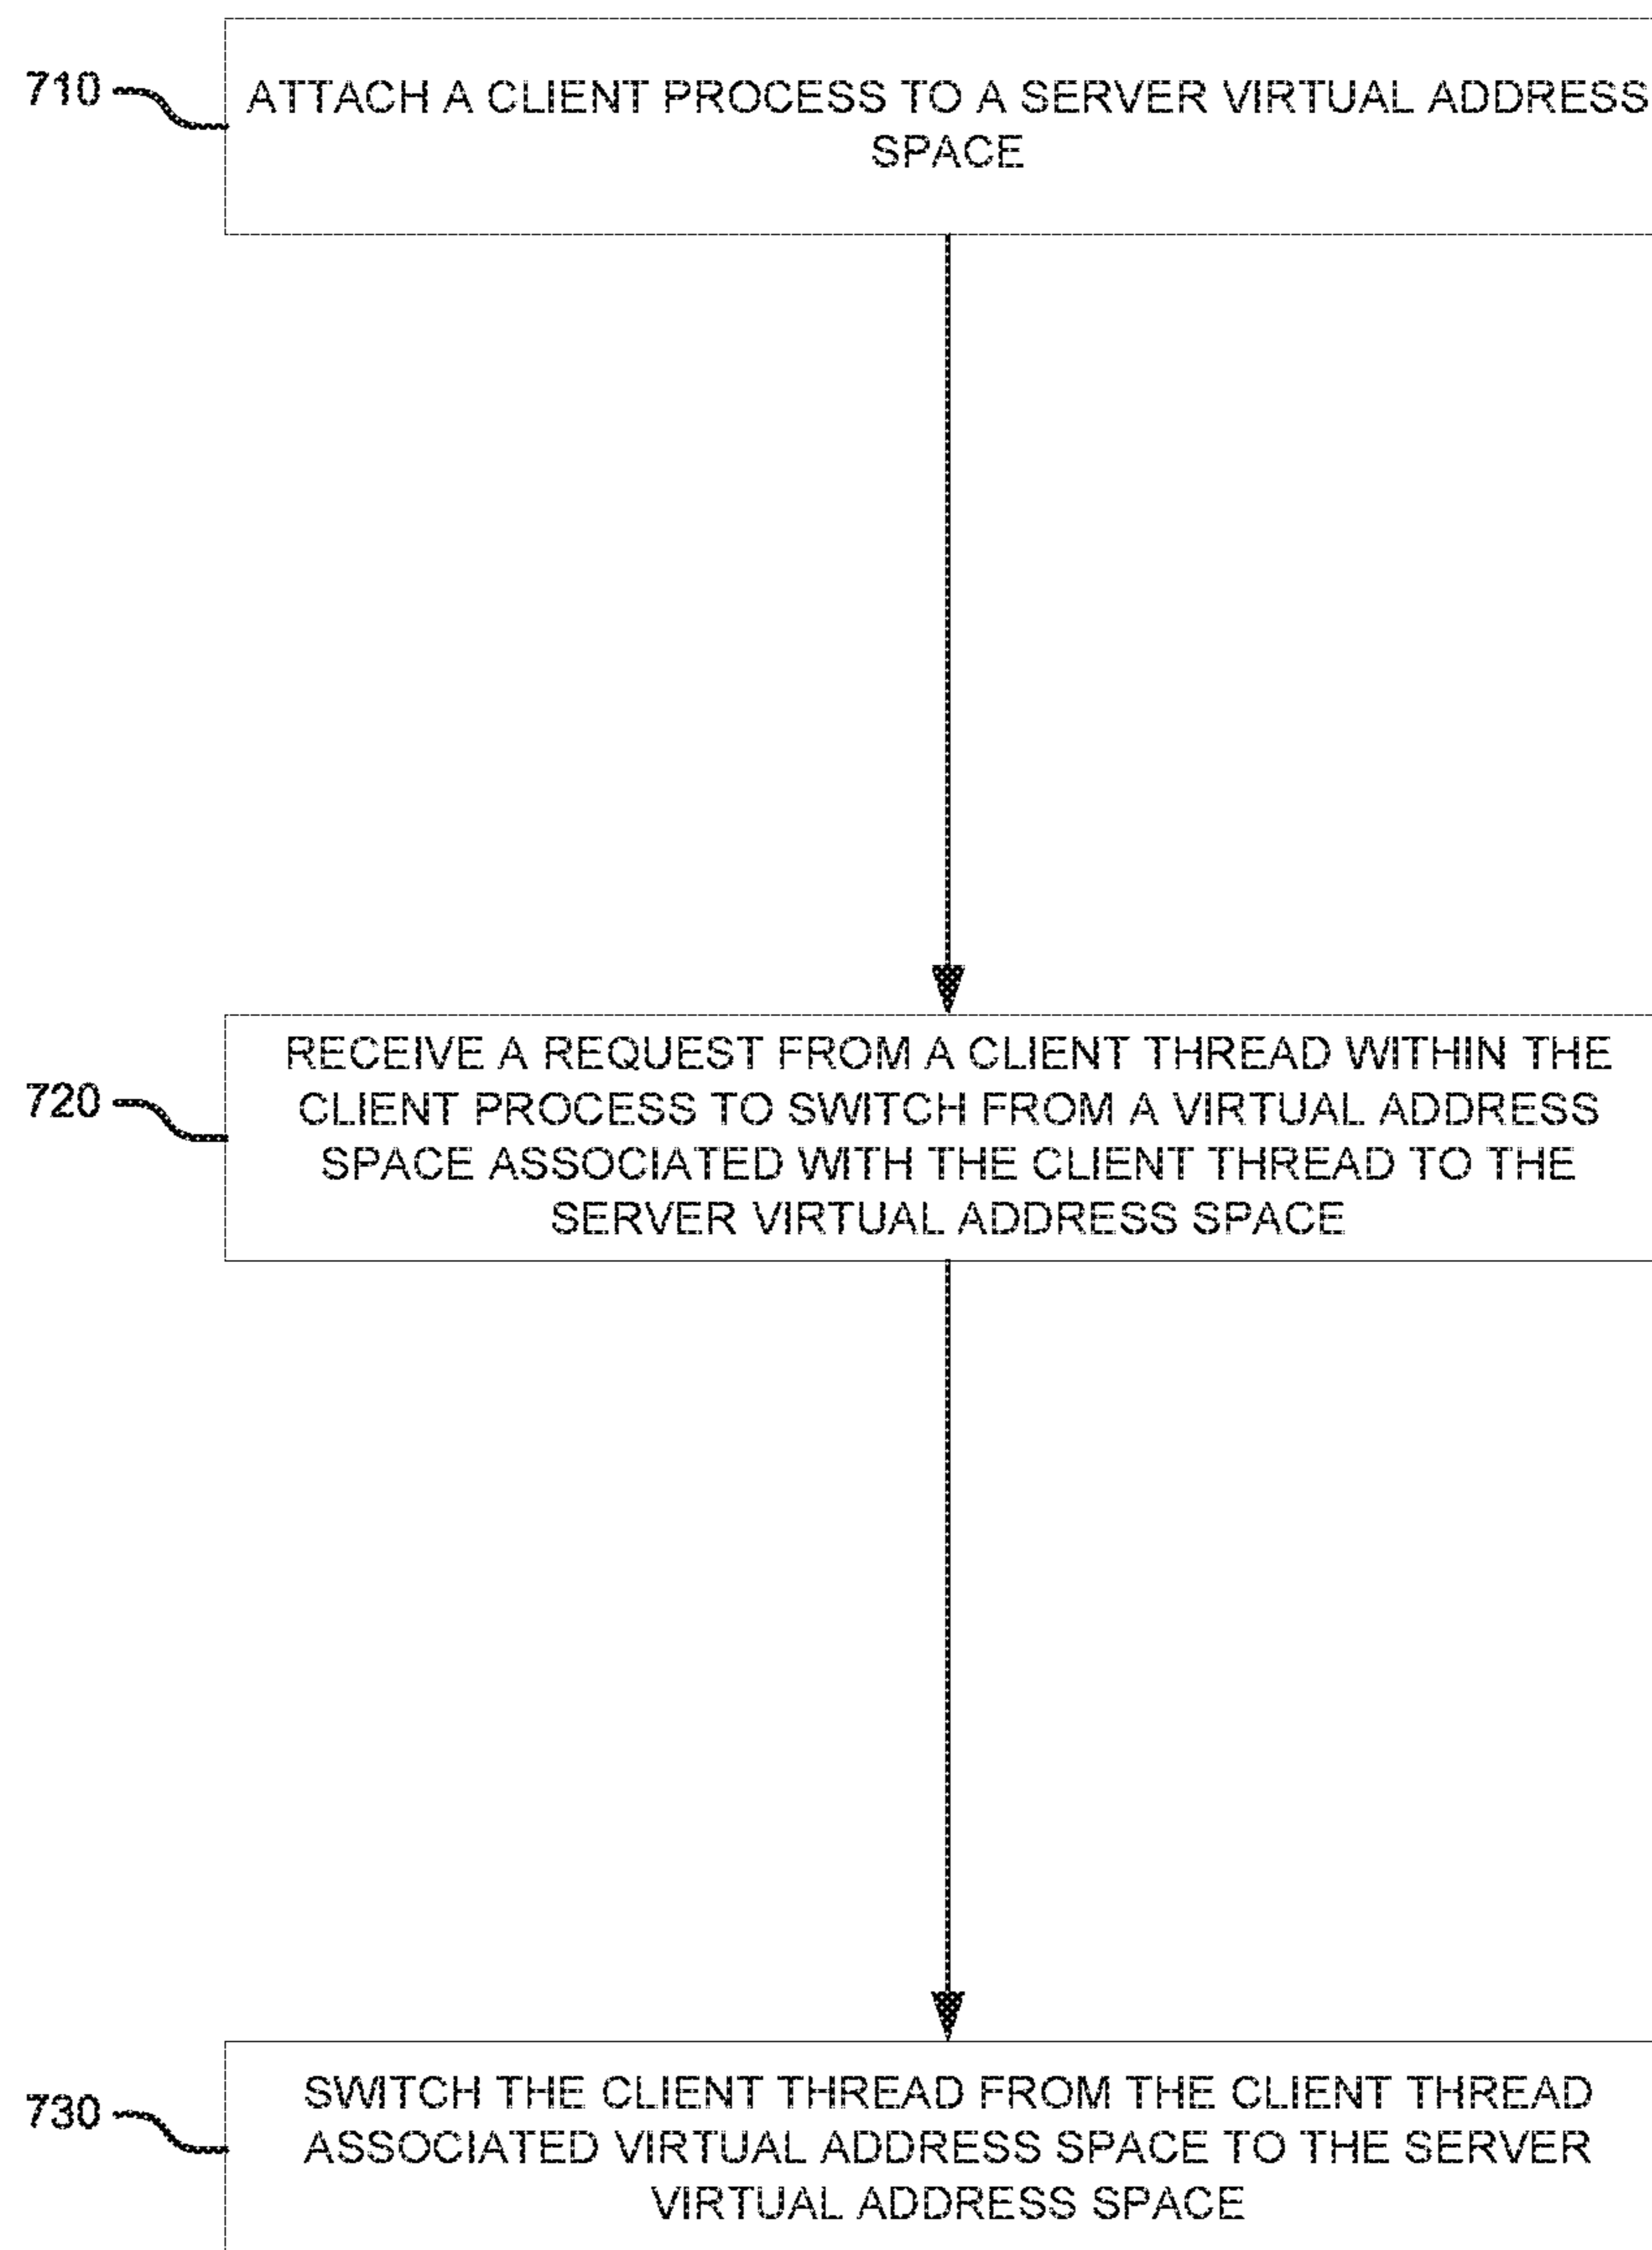 710
ATTACH A CLIENT PROCESS TO A SERVER VIRTUAL ADDRESS
SPACE
720
RECEIVE A REQUEST FROM A CLIENT THREAD WITHIN THE
CLIENT PROCESS TO SWITCH FROM A VIRTUAL ADDRESS
SPACE ASSOCIATED WITH THE CLIENT THREAD TO THE
SERVER VIRTUAL ADDRESS SPACE
730
SWITCH THE CLIENT THREAD FROM THE CLIENT THREAD
ASSOCIATED VIRTUAL ADDRESS SPACE TO THE SERVER
VIRTUAL ADDRESS SPACE